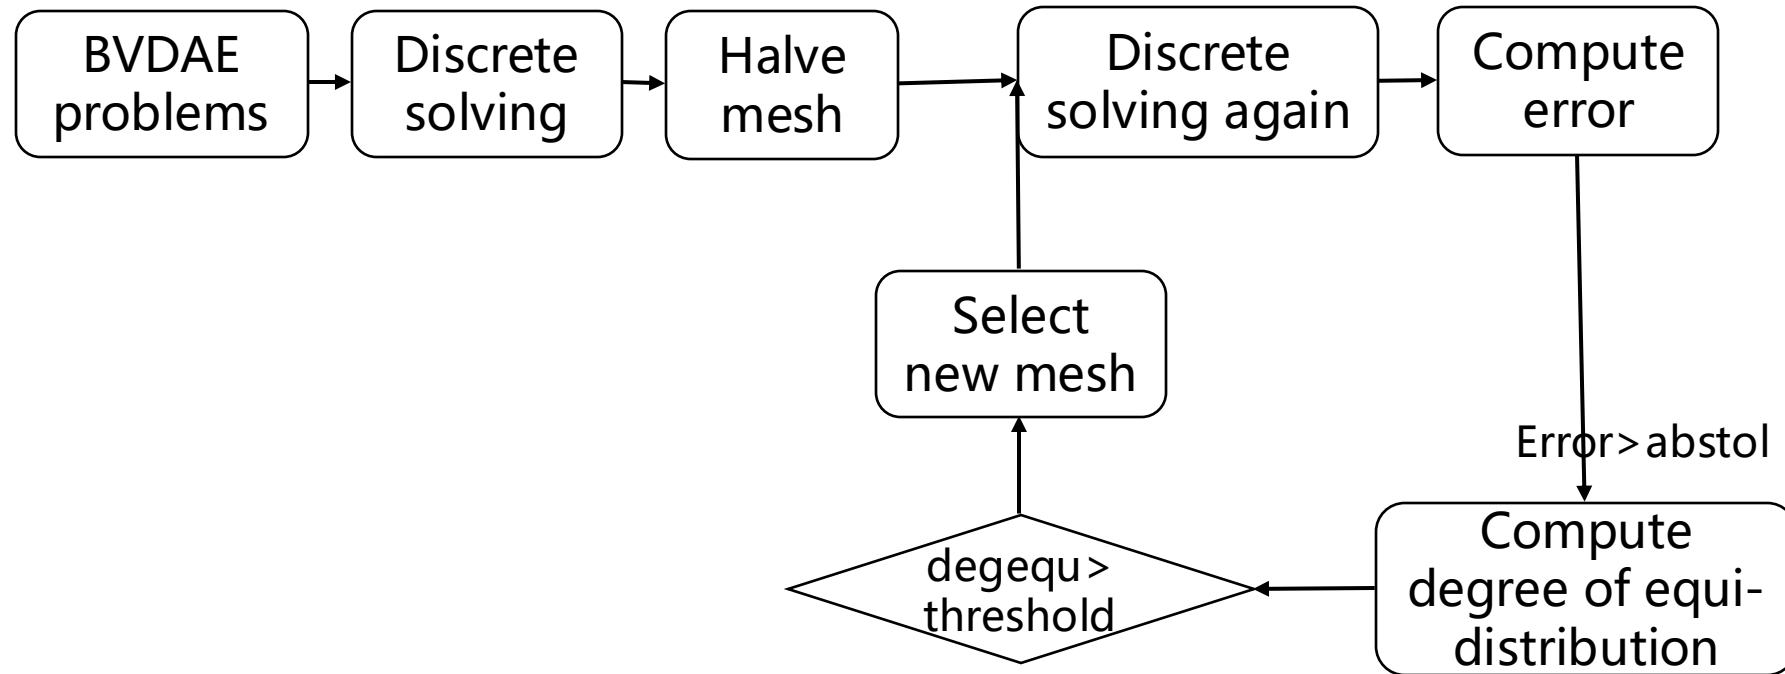 BVDAE
problems
Discrete
solving
Halve
mesh
Discrete
solving again
Compute
error
Select
new mesh
Error>abstol
degequ>
threshold
Compute
degree of equi-
distribution